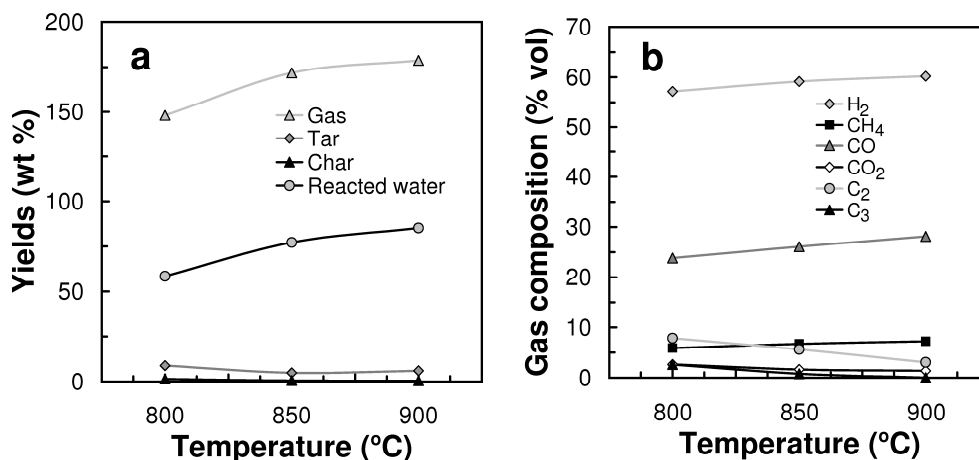 a
Yields (wt %)
200
150
100
50
0
Gas
Tar
Char
Reacted water
800 850 900
Temperature (ºC)
b
Gas composition (% vol)
70
60
50
40
30
20
10
0
H₂
CH₄
CO
CO₂
C₂
C₃
800 850 900
Temperature (ºC)